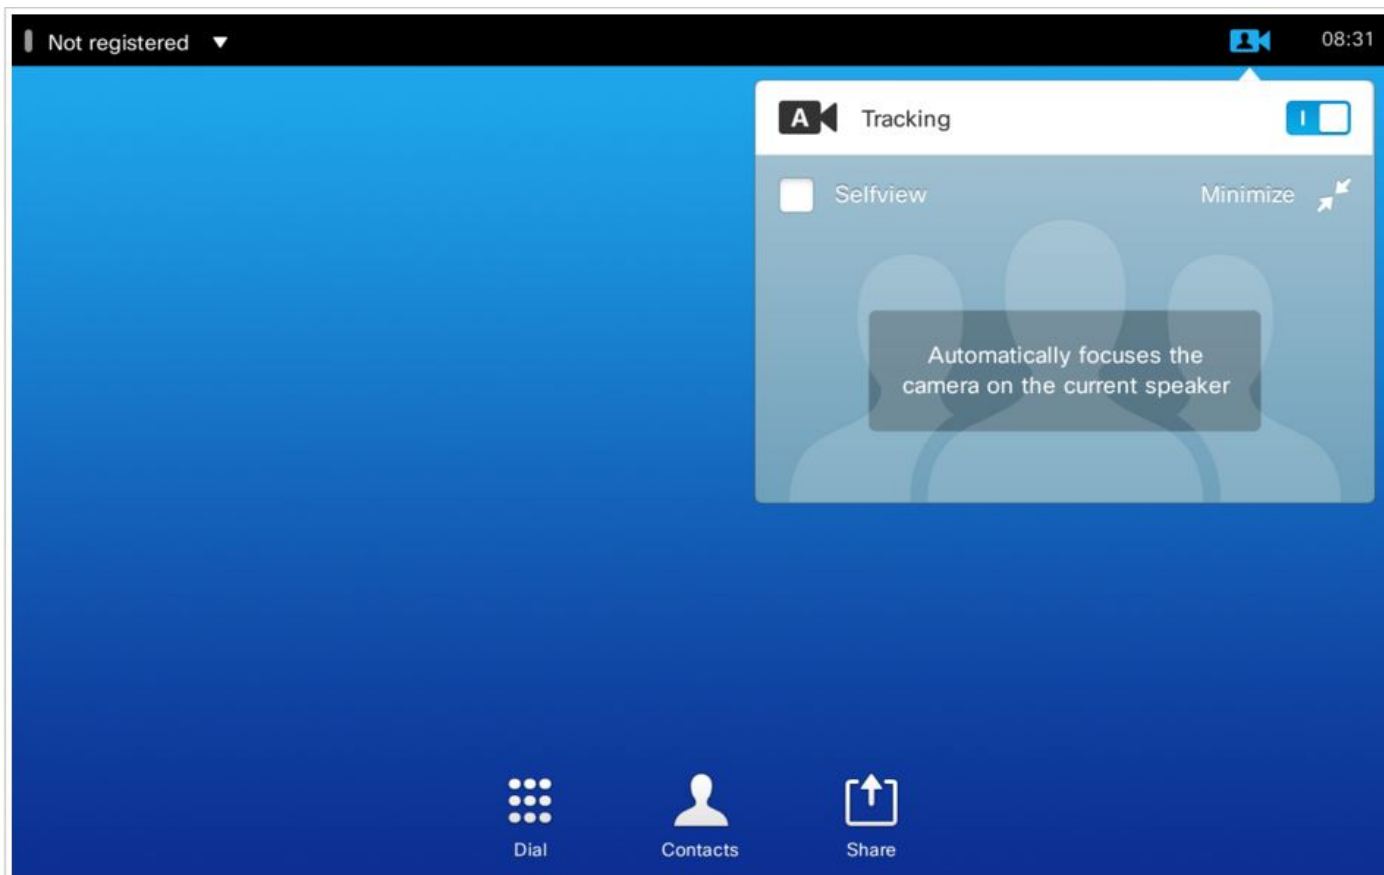 Not registered
08:31
A
Tracking
Selfview
Minimize
Automatically focuses the
camera on the current speaker
Dial
Contacts
Share